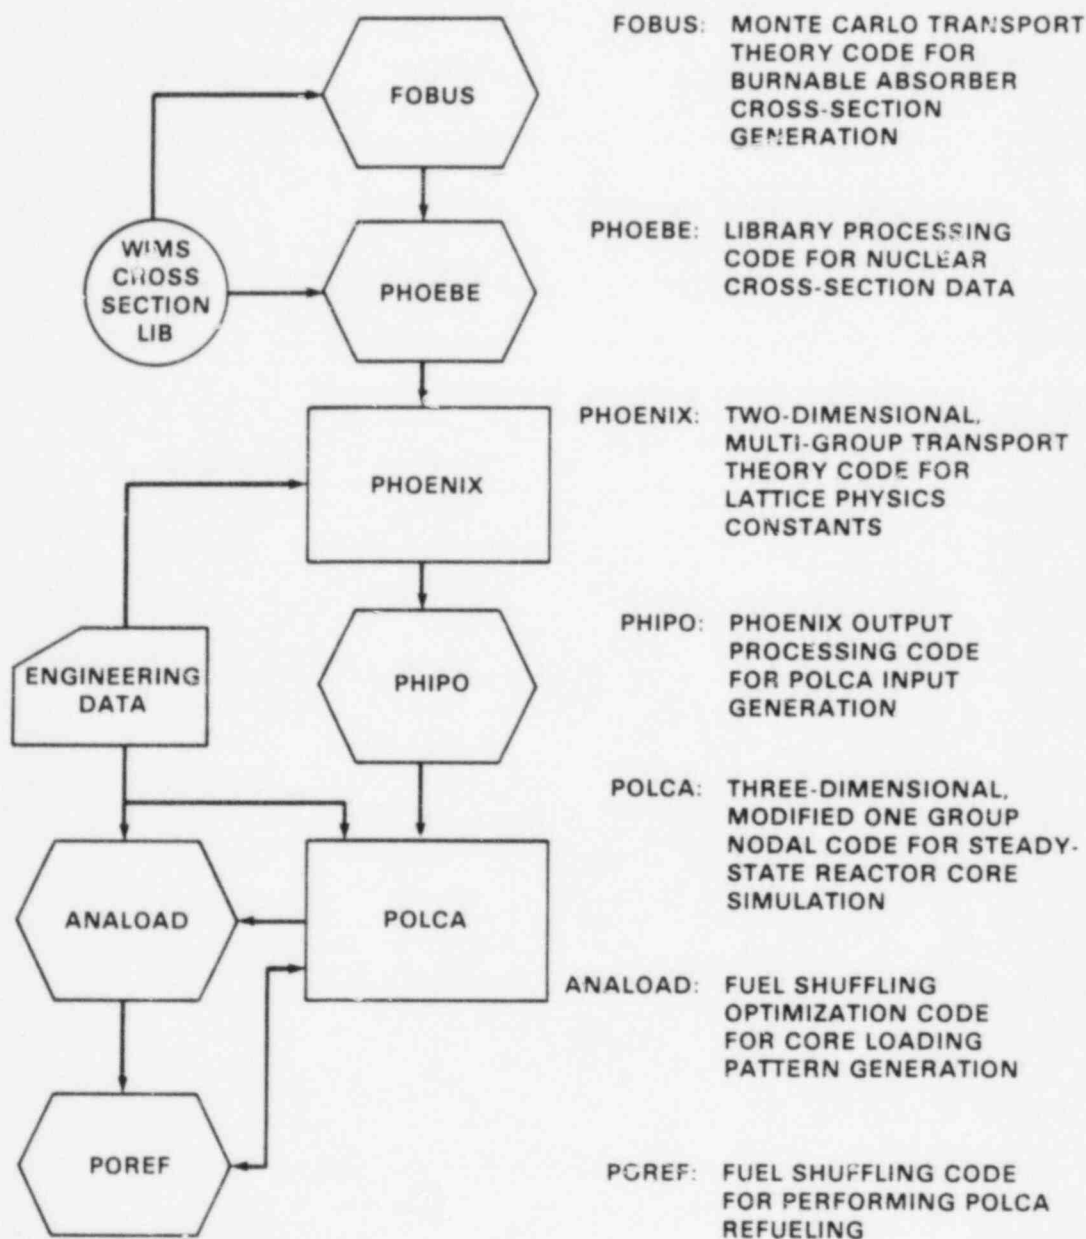 FOBUS
WIMS
CROSS
SECTION
LIB
PHOEBE
PHOENIX
ENGINEERING
DATA
PHIPO
ANALOAD
POLCA
POREF
FOBUS: MONTE CARLO TRANSPORT
THEORY CODE FOR
BURNABLE ABSORBER
CROSS-SECTION
GENERATION
PHOEBE: LIBRARY PROCESSING
CODE FOR NUCLEAR
CROSS-SECTION DATA
PHOENIX: TWO-DIMENSIONAL,
MULTI-GROUP TRANSPORT
THEORY CODE FOR
LATTICE PHYSICS
CONSTANTS
PHIPO: PHOENIX OUTPUT
PROCESSING CODE
FOR POLCA INPUT
GENERATION
POLCA: THREE-DIMENSIONAL,
MODIFIED ONE GROUP
NODAL CODE FOR STEADY-
STATE REACTOR CORE
SIMULATION
ANALOAD: FUEL SHUFFLING
OPTIMIZATION CODE
FOR CORE LOADING
PATTERN GENERATION
POREF: FUEL SHUFFLING CODE
FOR PERFORMING POLCA
REFUELING